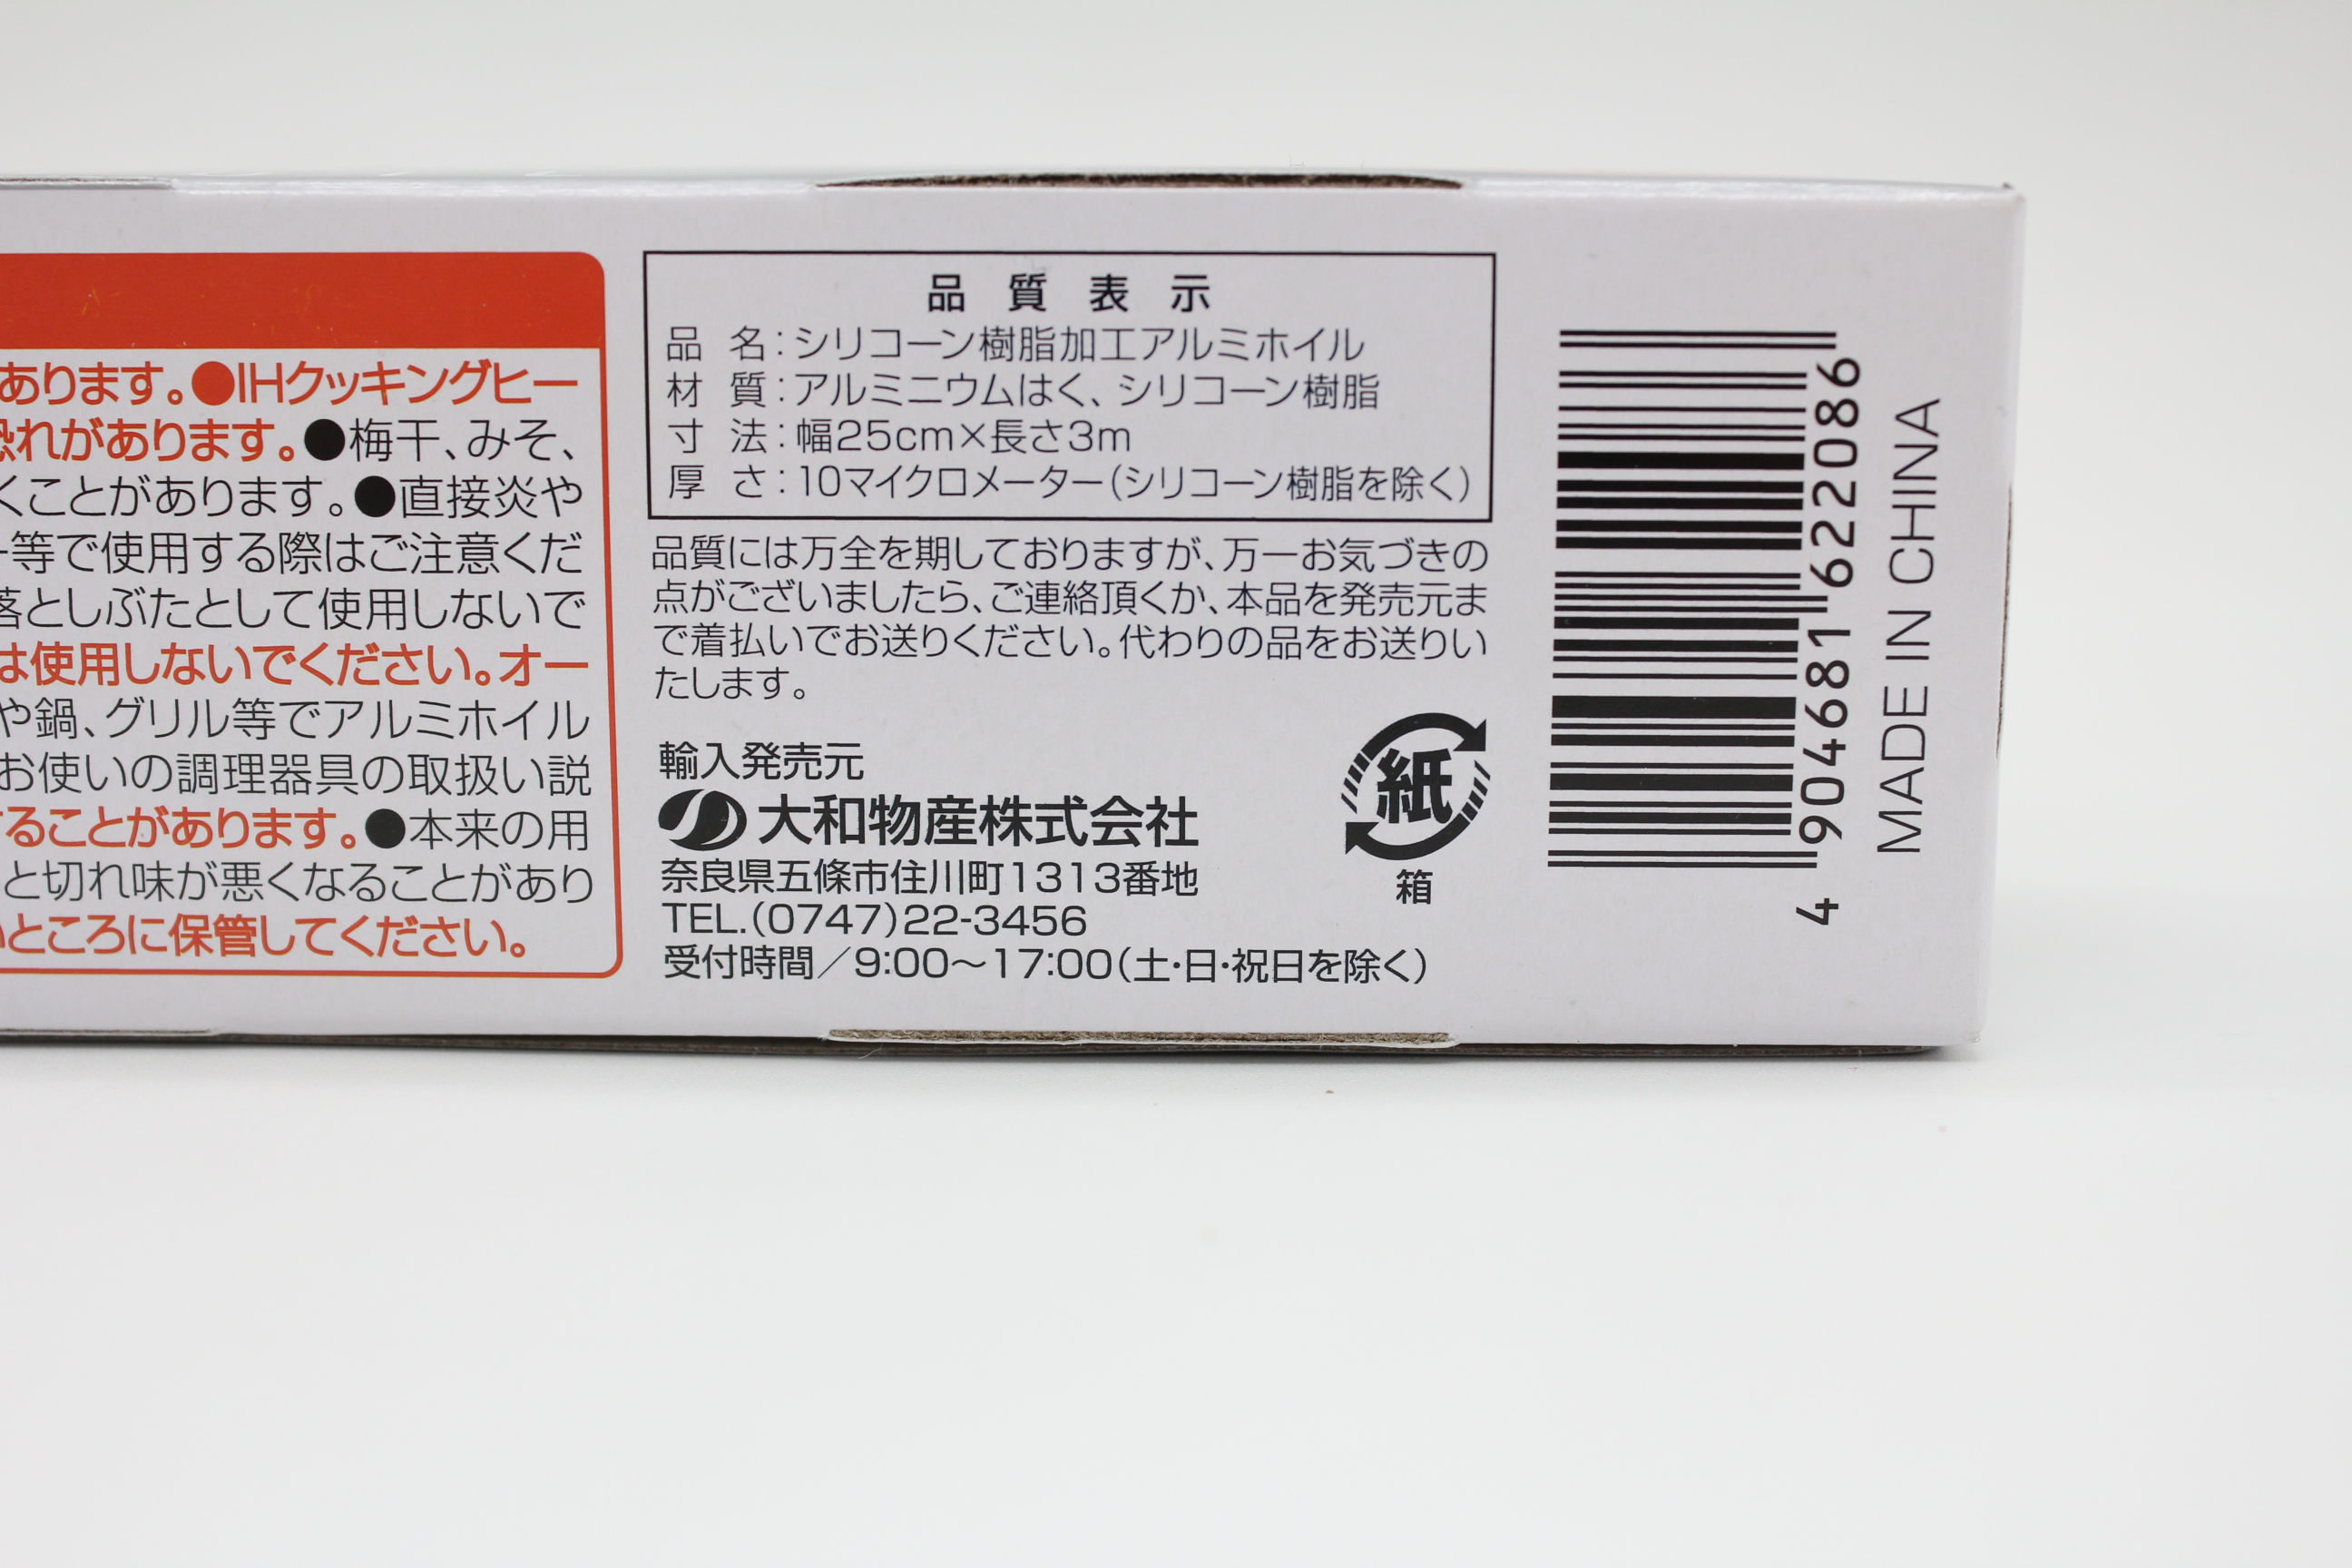 あります。●IHクッキングヒー
恐れがあります。●梅干、みそ、
くことがあります。●直接炎や
ー等で使用する際はご注意くだ
落としぶたとして使用しないで
は使用しないでください。オー
や鍋、グリル等でアルミホイル
お使いの調理器具の取扱い説
することがあります。●本来の用
と切れ味が悪くなることがあり
いところに保管してください。
品質表示
品名：シリコーン樹脂加工アルミホイル
材質：アルミニウムはく、シリコーン樹脂
寸法：幅25cm×長さ3m
厚さ：10マイクロメーター（シリコーン樹脂を除く）
品質には万全を期しておりますが、万一お気づきの
点がございましたら、ご連絡頂くか、本品を発売元ま
で着払いでお送りください。代わりの品をお送りい
たします。
輸入発売元
大和物産株式会社
奈良県五條市住川町1313番地
TEL.(0747)22-3456
受付時間／9:00〜17:00（土・日・祝日を除く）
紙
箱
4 904681 622086
MADE IN CHINA